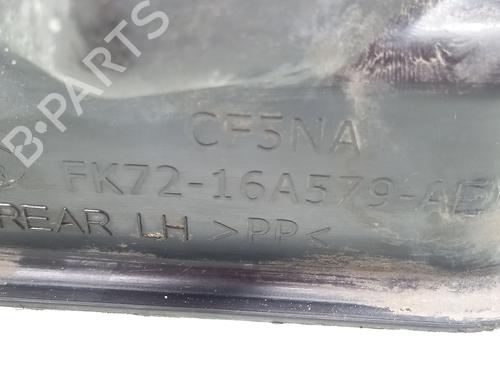 B-PARTS
CF5NA
FK72-16A579-AE
REAR LH >PP<